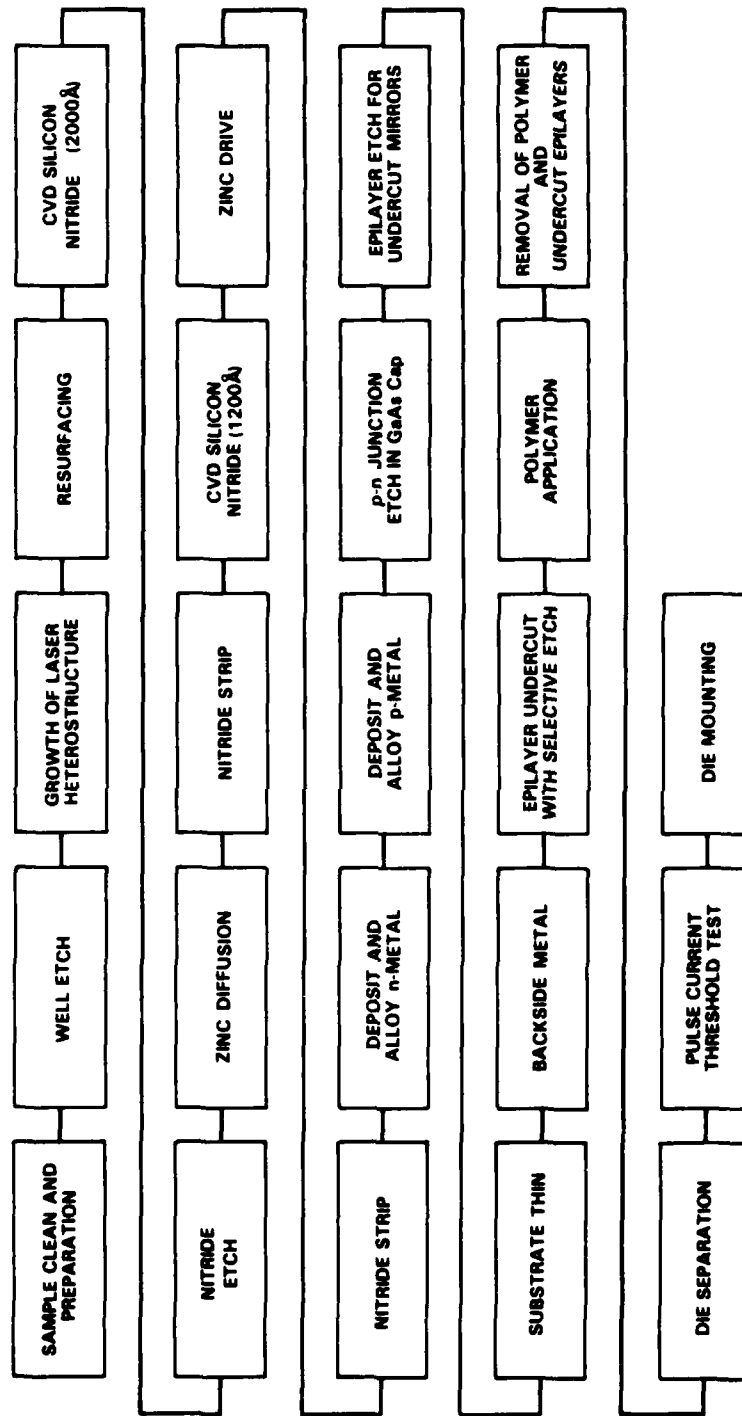 SAMPLE CLEAN AND
PREPARATION
WELL ETCH
GROWTH OF LASER
HETEROSTRUCTURE
RESURFACING
CVD SILICON
NITRIDE (2000Å)
NITRIDE
ETCH
ZINC DIFFUSION
NITRIDE STRIP
CVD SILICON
NITRIDE (1200Å)
ZINC DRIVE
NITRIDE STRIP
DEPOSIT AND
ALLOY n-METAL
DEPOSIT AND
ALLOY p-METAL
p-n JUNCTION
ETCH IN GaAs Cap
EPILAYER ETCH FOR
UNDERCUT MIRRORS
SUBSTRATE THIN
BACKSIDE METAL
EPILAYER UNDERCUT
WITH SELECTIVE ETCH
POLYMER
APPLICATION
REMOVAL OF POLYMER
AND
UNDERCUT EPILAYERS
DIE SEPARATION
PULSE CURRENT
THRESHOLD TEST
DIE MOUNTING